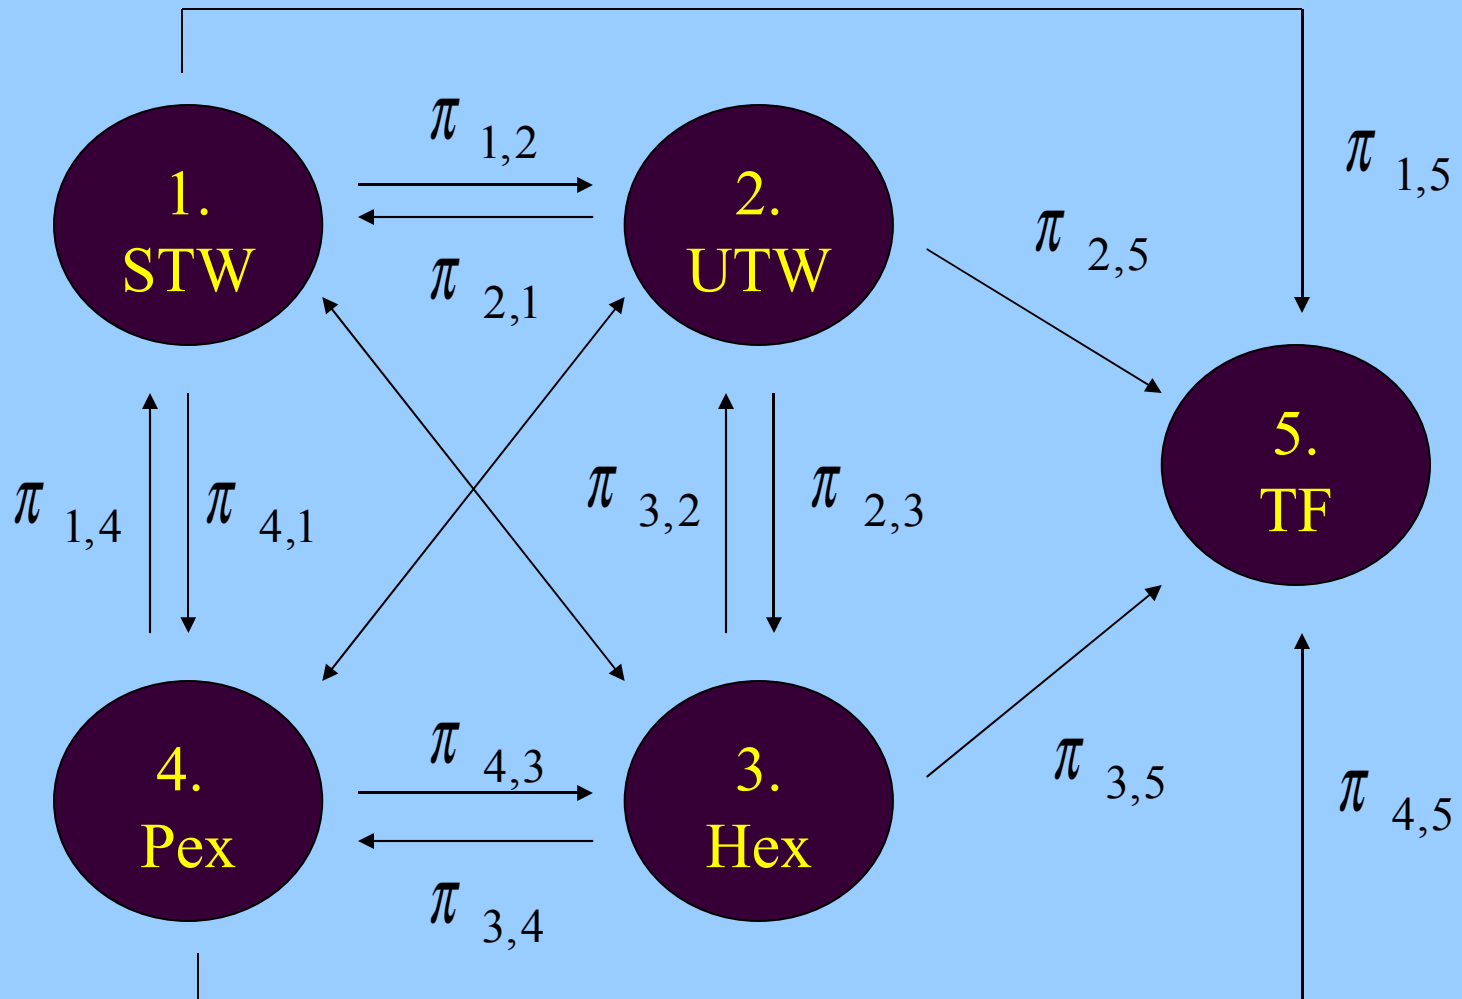 π 1,2
π 1,5
1.
STW
2.
UTW
π 2,5
π 2,1
5.
TF
π 1,4
π 4,1
π 3,2
π 2,3
π 4,3
π 3,5
π 4,5
4.
Pex
3.
Hex
π 3,4